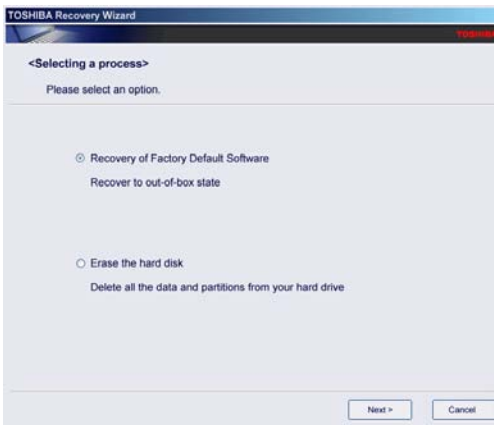 TOSHIBA Recovery Wizard
TOSHIBA
<Selecting a process>
Please select an option.
Recovery of Factory Default Software
Recover to out-of-box state
Erase the hard disk
Delete all the data and partitions from your hard drive
Next >
Cancel